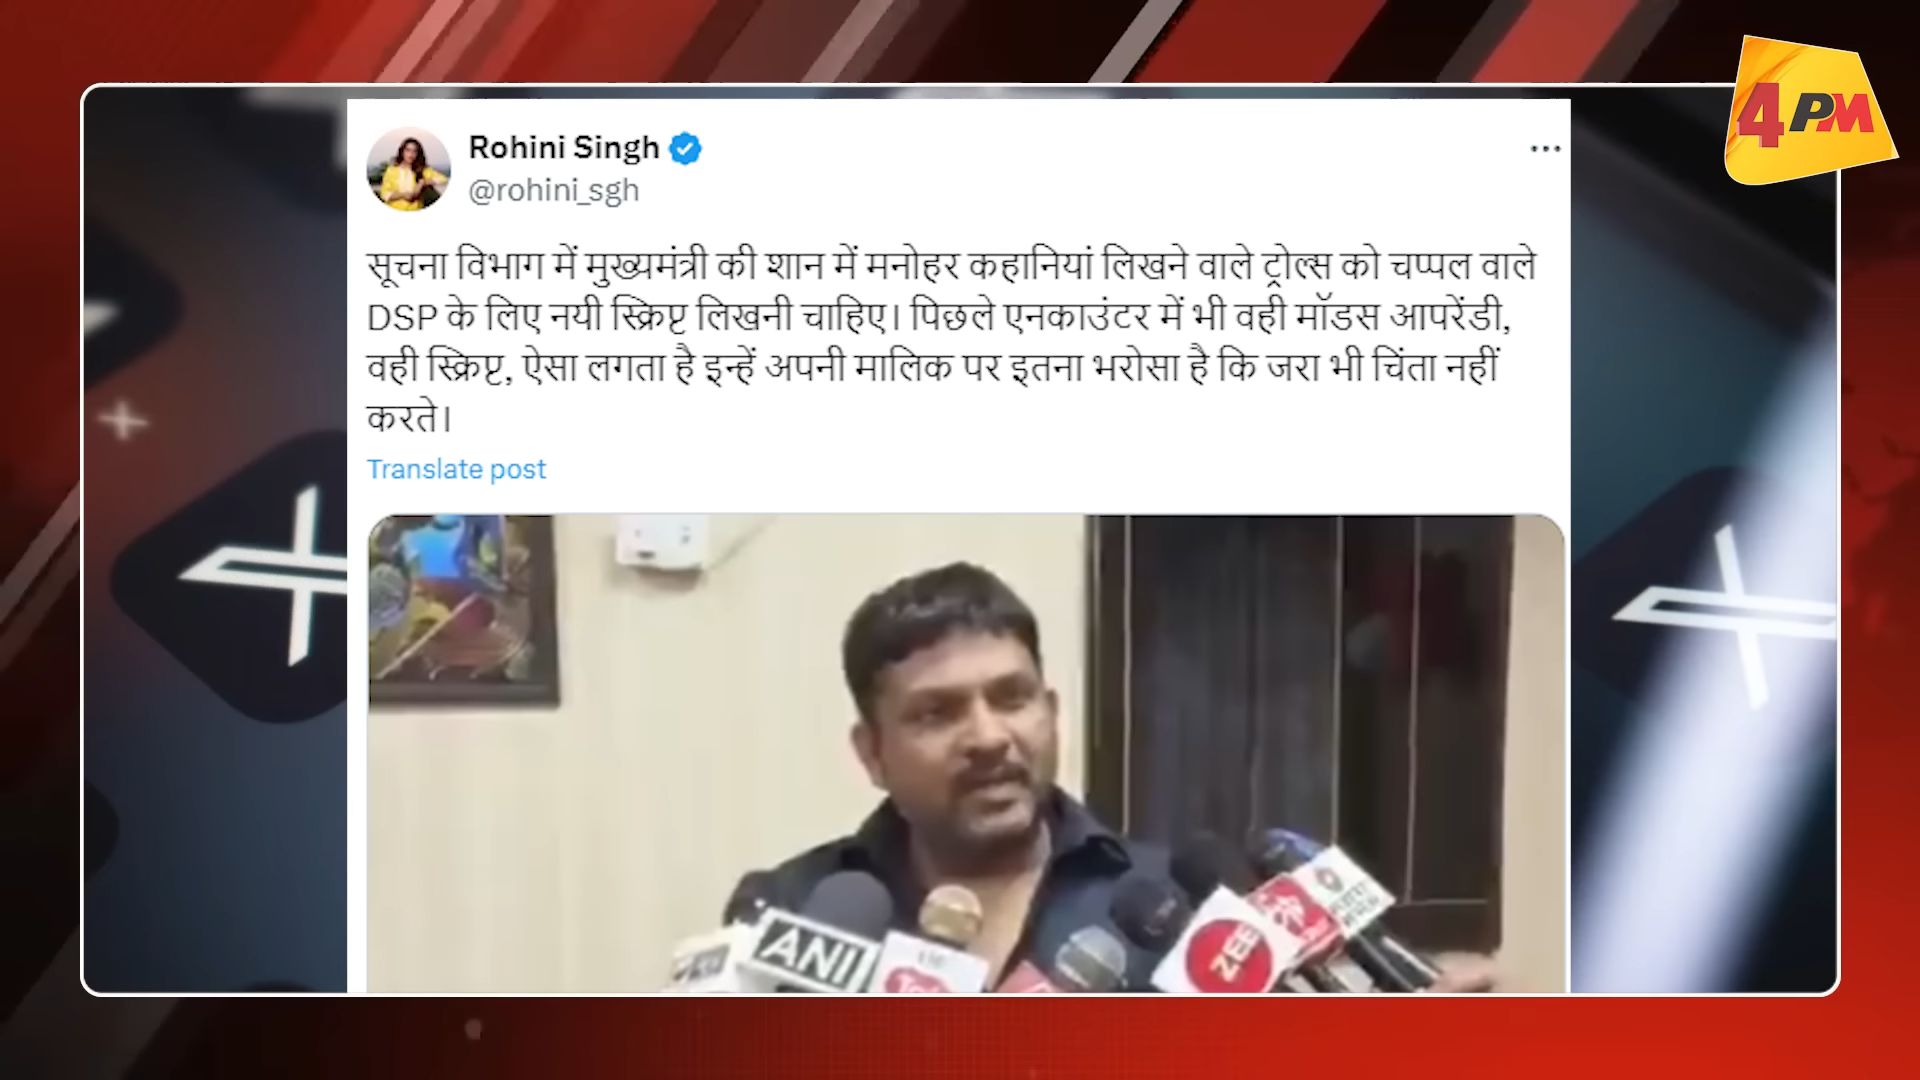 4PM
Rohini Singh
@rohini_sgh
सूचना विभाग में मुख्यमंत्री की शान में मनोहर कहानियां लिखने वाले ट्रोल्स को चप्पल वाले
DSP के लिए नयी स्क्रिप्ट लिखनी चाहिए। पिछले एनकाउंटर में भी वही मॉडस आपरेंडी,
वही स्क्रिप्ट, ऐसा लगता है इन्हें अपनी मालिक पर इतना भरोसा है कि जरा भी चिंता नहीं
करते।
Translate post
ANI
ZEE